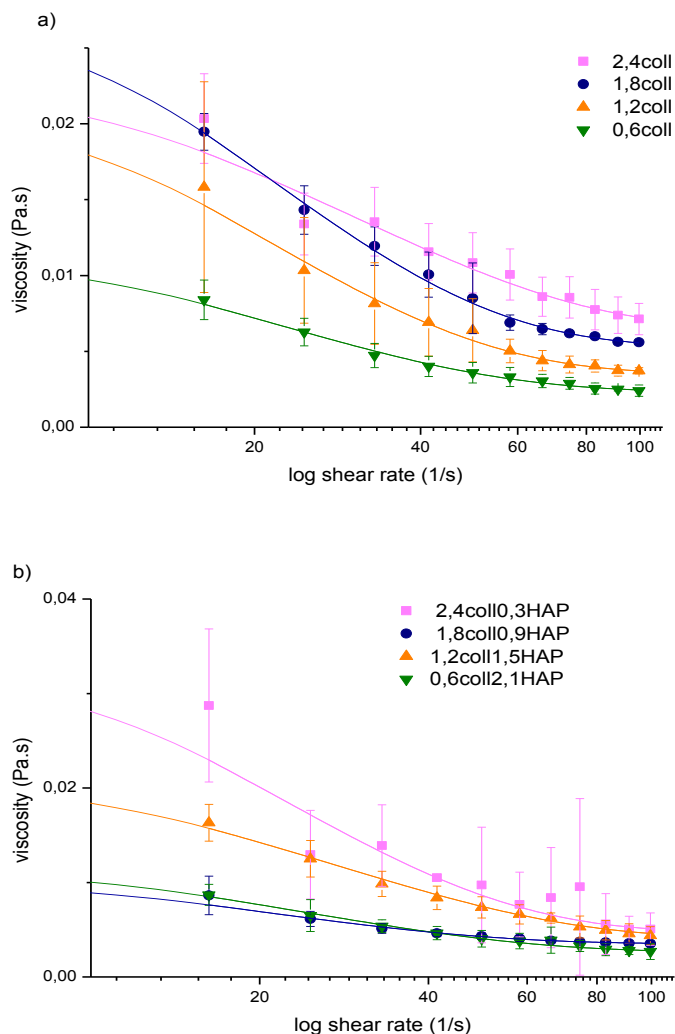 a)
2,4coll
1,8coll
1,2coll
0,6coll
0,02
0,01
0,00
viscosity (Pa.s)
20 40 60 80 100
log shear rate (1/s)
b)
0,04
2,4coll0,3HAP
1,8coll0,9HAP
1,2coll1,5HAP
0,6coll2,1HAP
0,02
0,00
viscosity (Pa.s)
20 40 60 80 100
log shear rate (1/s)